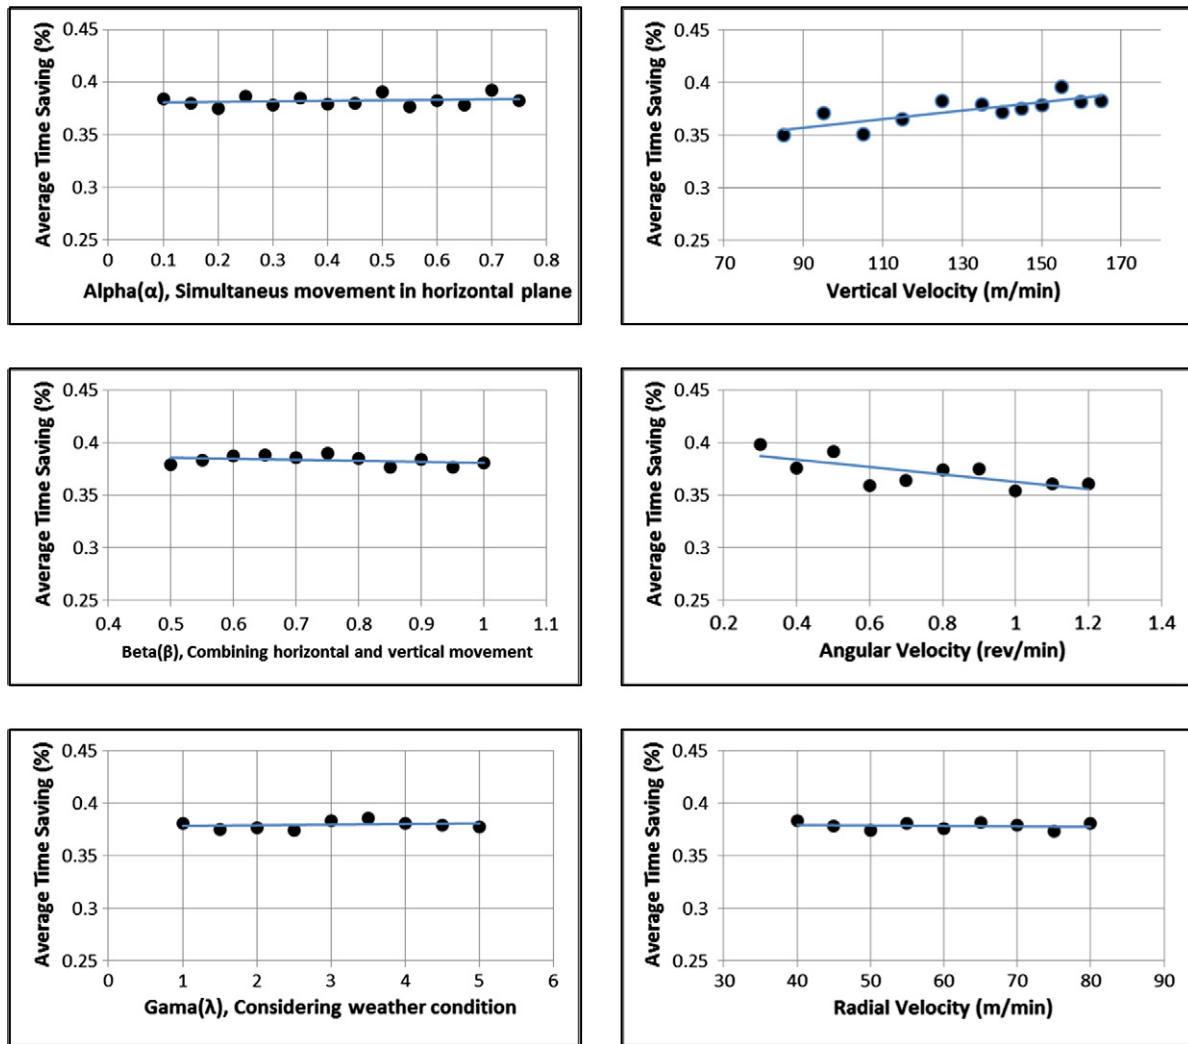 Average Time Saving (%)
0.45
0.4
0.35
0.3
0.25
0 0.1 0.2 0.3 0.4 0.5 0.6 0.7 0.8
Alpha(α), Simultaneus movement in horizontal plane
Average Time Saving (%)
0.45
0.4
0.35
0.3
0.25
70 90 110 130 150 170
Vertical Velocity (m/min)
Average Time Saving (%)
0.45
0.4
0.35
0.3
0.25
0.4 0.5 0.6 0.7 0.8 0.9 1 1.1
Beta(β), Combining horizontal and vertical movement
Average Time Saving (%)
0.45
0.4
0.35
0.3
0.25
0.2 0.4 0.6 0.8 1 1.2 1.4
Angular Velocity (rev/min)
Average Time Saving (%)
0.45
0.4
0.35
0.3
0.25
0 1 2 3 4 5 6
Gama(λ), Considering weather condition
Average Time Saving (%)
0.45
0.4
0.35
0.3
0.25
30 40 50 60 70 80 90
Radial Velocity (m/min)